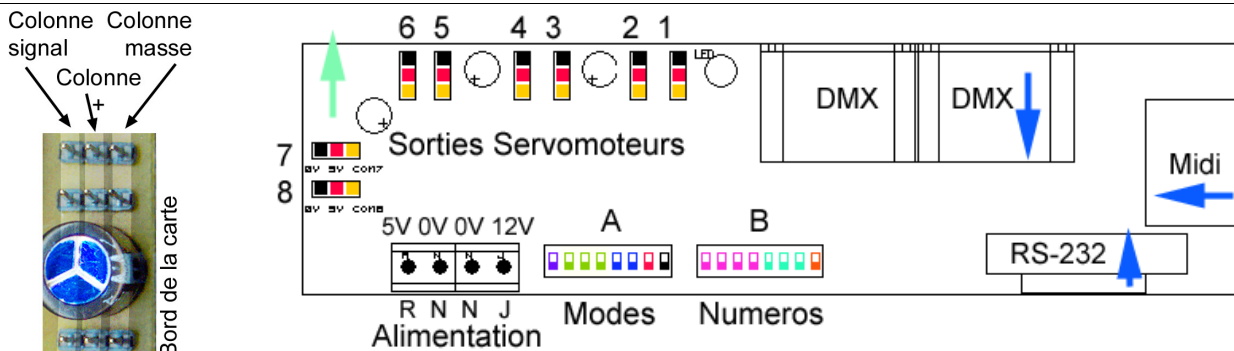 Colonne Colonne
signal masse
Colonne
+
Bord de la carte
6 5 4 3 2 1
LED
+ + +
DMX DMX
Sorties Servomoteurs
7
0V 5V COM7
8
0V 5V COM8
Midi
5V 0V 0V 12V
A
B
RS-232
R N N J
R N N J
Alimentation
Modes
Numeros